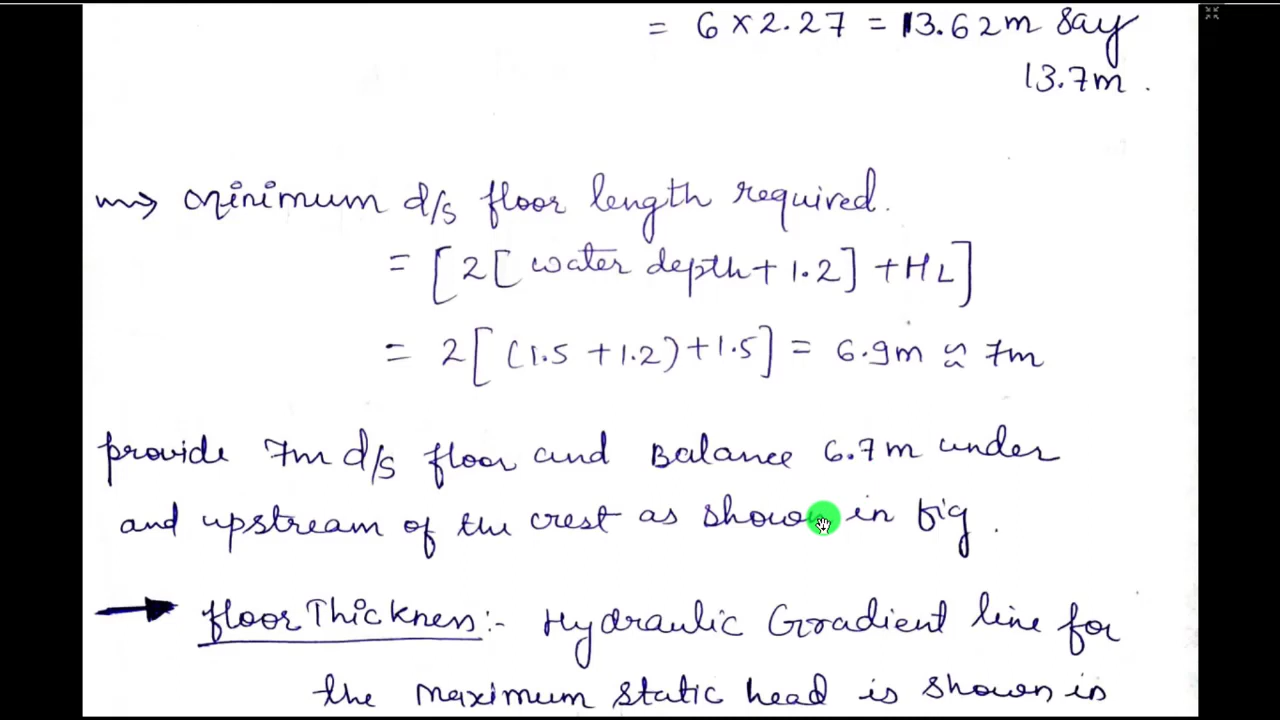 = 6 × 2.27 = 13.62m say
13.7m .
minimum d/s floor length required.
= [2[ water depth + 1.2] + HL]
= 2[ (1.5 + 1.2) + 1.5] = 6.9m ≈ 7m
provide 7m d/s floor and Balance 6.7m under
and upstream of the crest as shown in fig .
floor Thickness:- Hydraulic Gradient line for
the maximum static head is shown in